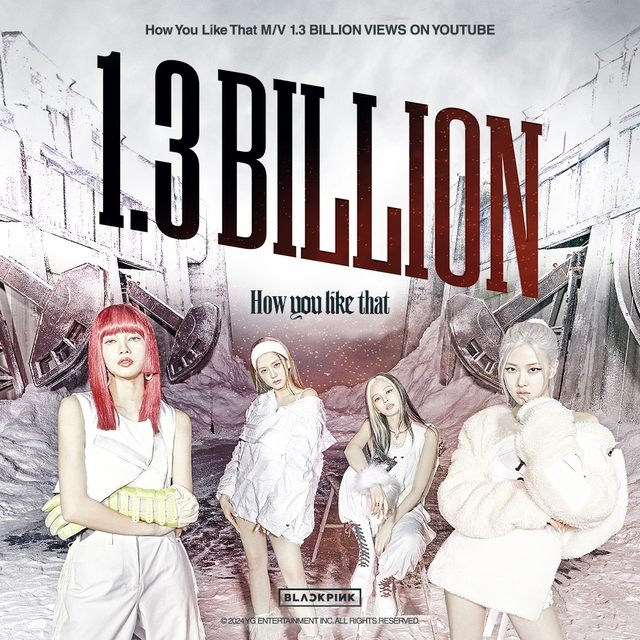 How You Like That M/V 1.3 BILLION VIEWS ON YOUTUBE
1.3 BILLION
How you like that
BLACKPINK
© 2024 YG ENTERTAINMENT INC. ALL RIGHTS RESERVED.